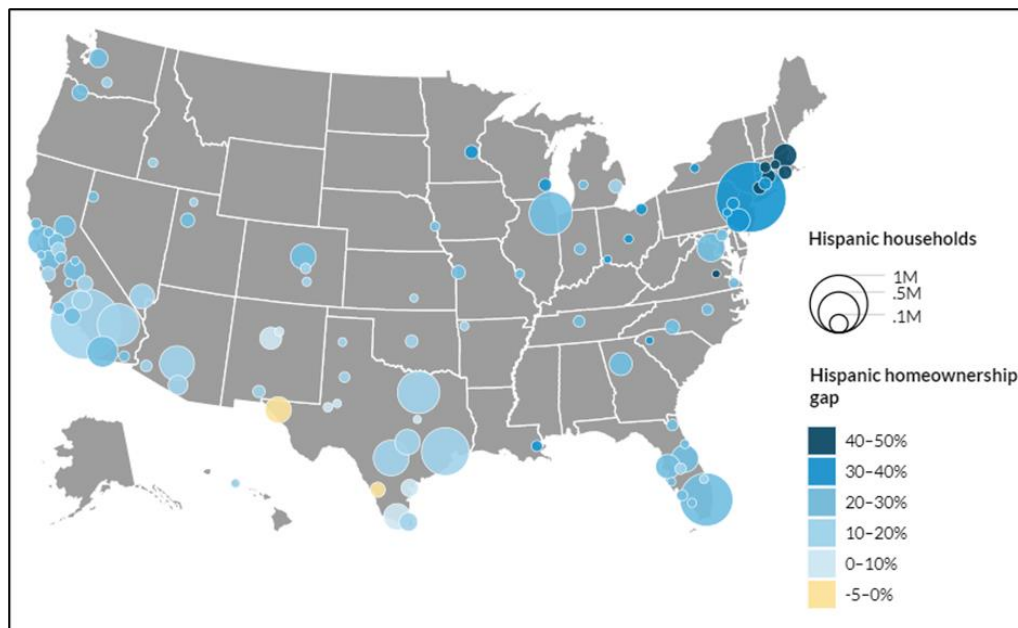 Hispanic households
1M
.5M
.1M
Hispanic homeownership
gap
40–50%
30–40%
20–30%
10–20%
0–10%
-5–0%